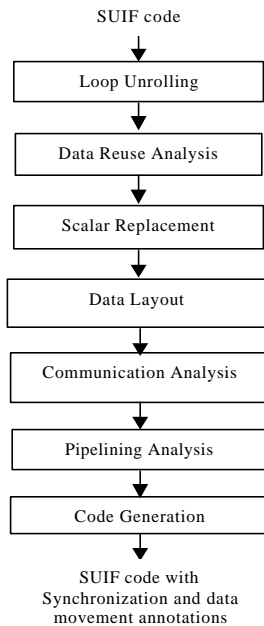 SUIF code
Loop Unrolling
Data Reuse Analysis
Scalar Replacement
Data Layout
Communication Analysis
Pipelining Analysis
Code Generation
SUIF code with
Synchronization and data
movement annotations